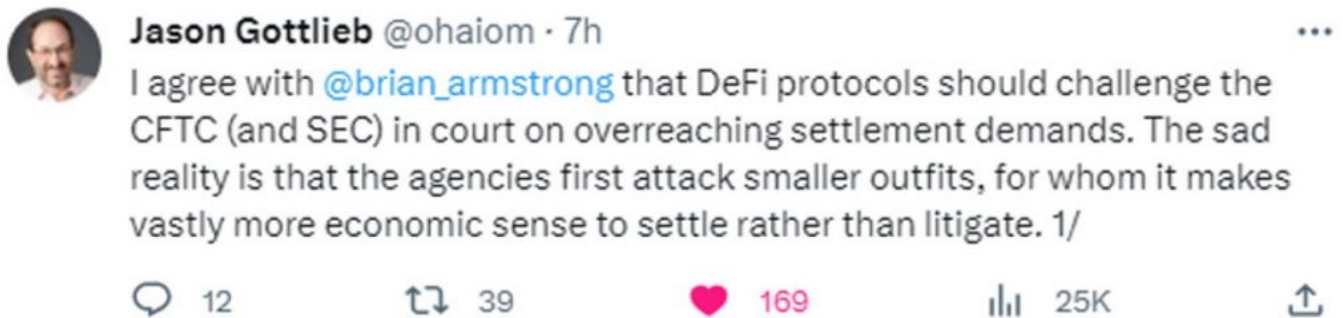 Jason Gottlieb @ohaiom · 7h
I agree with @brian_armstrong that DeFi protocols should challenge the
CFTC (and SEC) in court on overreaching settlement demands. The sad
reality is that the agencies first attack smaller outfits, for whom it makes
vastly more economic sense to settle rather than litigate. 1/
12 39 169 25K